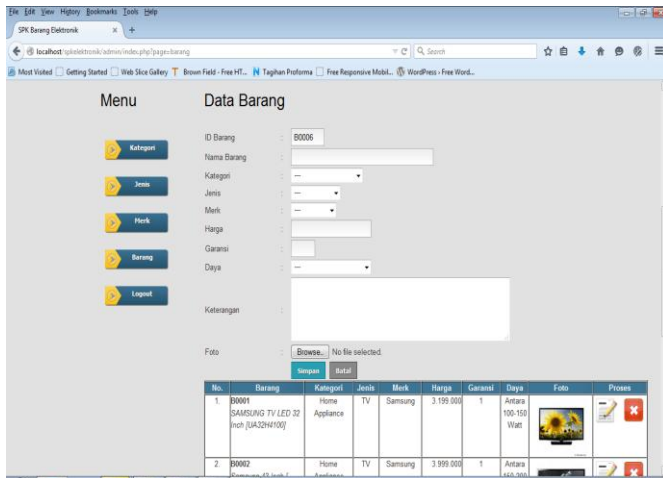 File Edit View History Bookmarks Tools Help
SPK Barang Elektronik × +
localhost/spkelektronik/admin/index.php?page=barang Search
Most Visited Getting Started Web Slice Gallery Brown Field - Free HT... Tagihan Proforma Free Responsive Mobil... WordPress › Free Word...
Menu
Kategori
Jenis
Merk
Barang
Logout
Data Barang
ID Barang : B0006
Nama Barang :
Kategori : ---
Jenis : ---
Merk : ---
Harga :
Garansi :
Daya : ---
Keterangan :
Foto : Browse.. No file selected.
Simpan Batal
No. Barang Kategori Jenis Merk Harga Garansi Daya Foto Proses
1. B0001 Home TV Samsung 3.199.000 1 Antara
SAMSUNG TV LED 32 Appliance 100-150
Inch [UA32H4100] Watt
2. B0002 Home TV Samsung 3.999.000 1 Antara